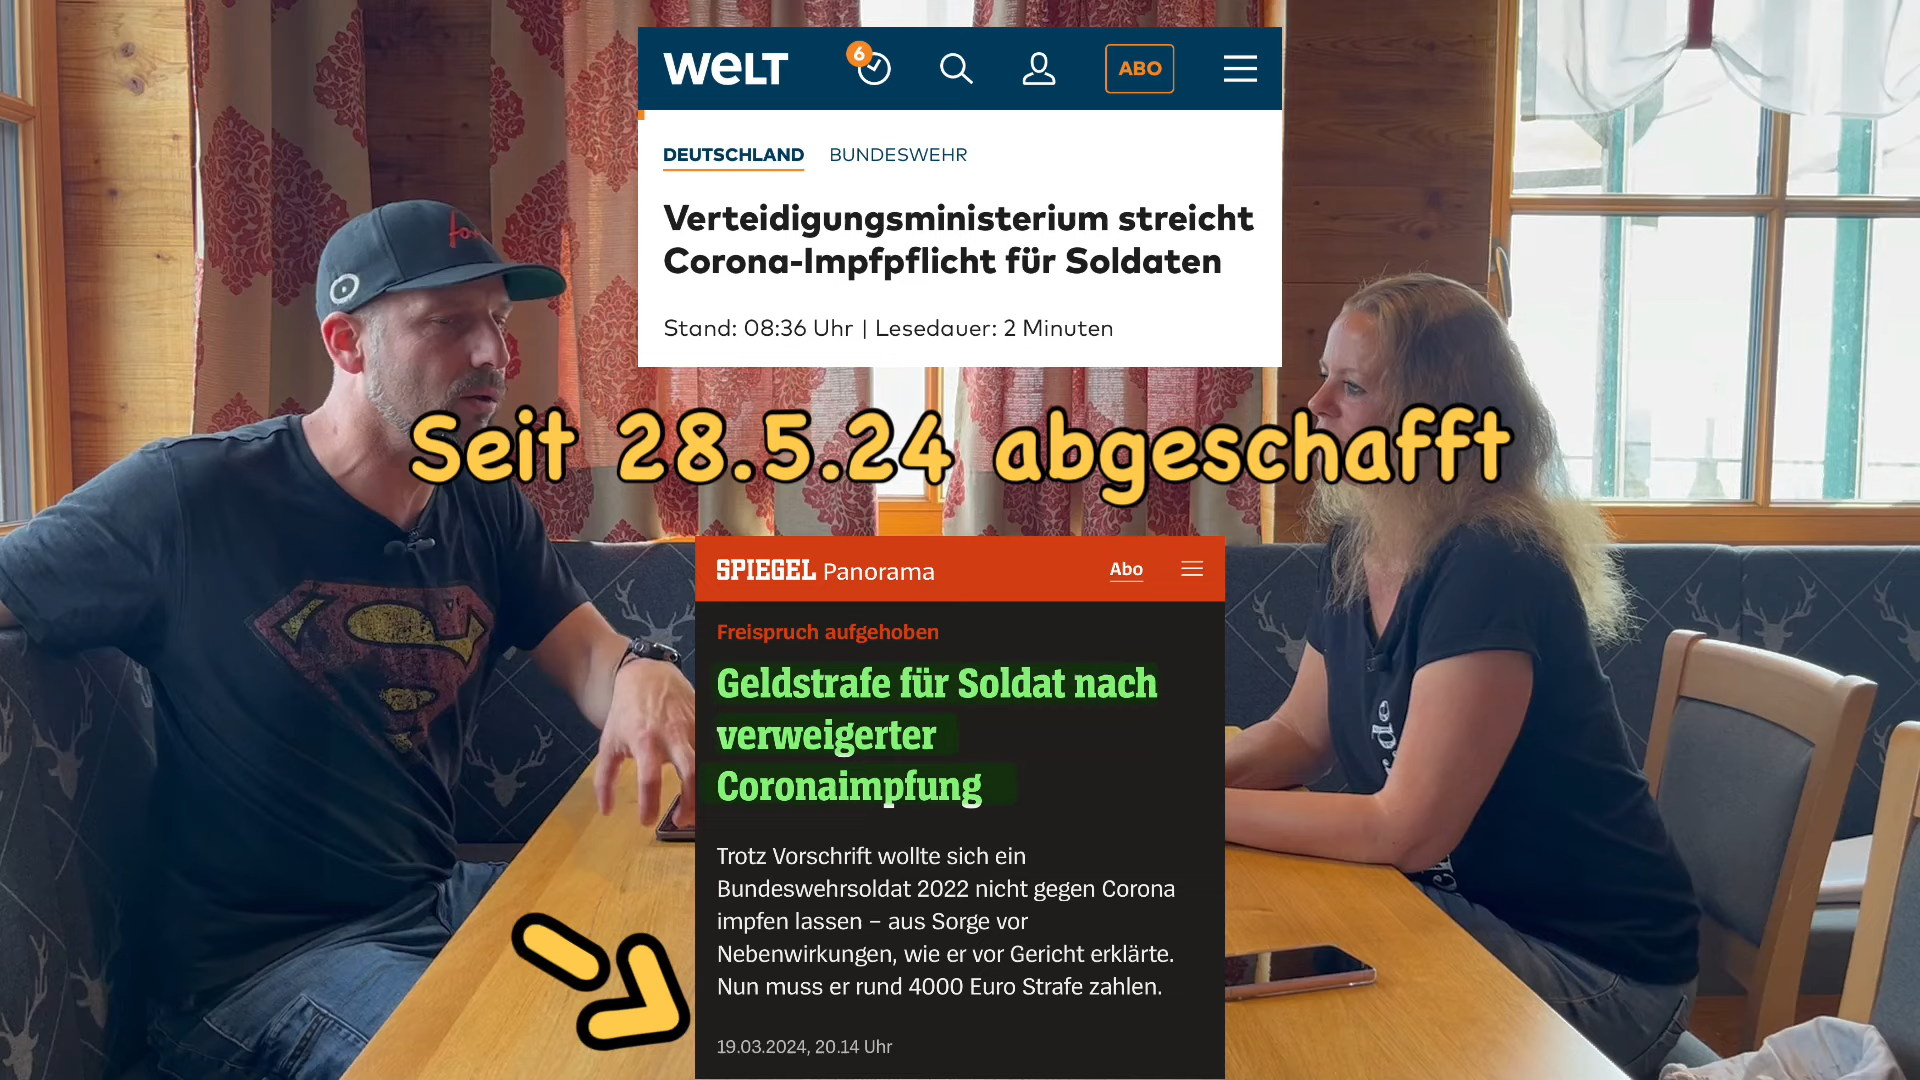 WELT
6
ABO
DEUTSCHLAND BUNDESWEHR
Verteidigungsministerium streicht
Corona-Impfpflicht für Soldaten
Stand: 08:36 Uhr | Lesedauer: 2 Minuten
Seit 28.5.24 abgeschafft
SPIEGEL Panorama
Abo
Freispruch aufgehoben
Geldstrafe für Soldat nach
verweigerter
Coronaimpfung
Trotz Vorschrift wollte sich ein
Bundeswehrsoldat 2022 nicht gegen Corona
impfen lassen – aus Sorge vor
Nebenwirkungen, wie er vor Gericht erklärte.
Nun muss er rund 4000 Euro Strafe zahlen.
19.03.2024, 20.14 Uhr